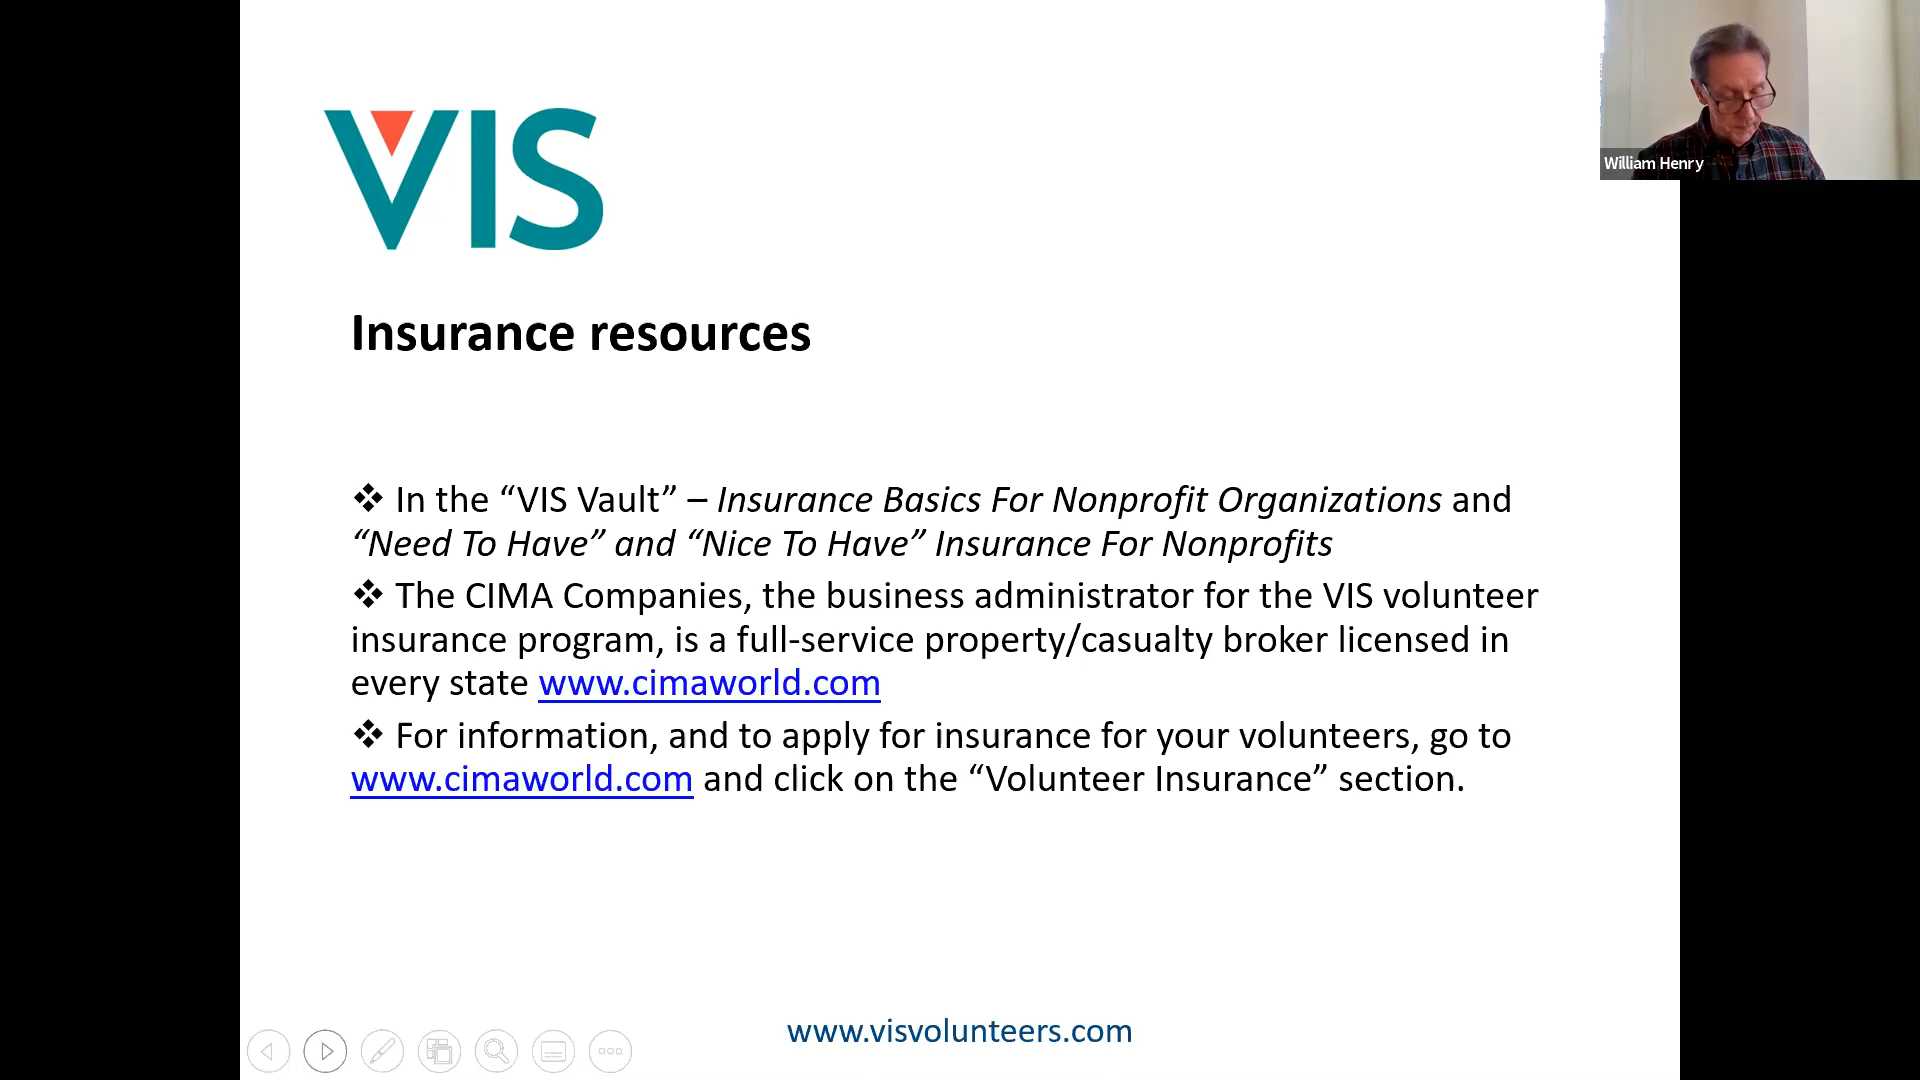 VIS
William Henry
Insurance resources
❖ In the “VIS Vault” – Insurance Basics For Nonprofit Organizations and
“Need To Have” and “Nice To Have” Insurance For Nonprofits
❖ The CIMA Companies, the business administrator for the VIS volunteer
insurance program, is a full-service property/casualty broker licensed in
every state www.cimaworld.com
❖ For information, and to apply for insurance for your volunteers, go to
www.cimaworld.com and click on the “Volunteer Insurance” section.
www.visvolunteers.com